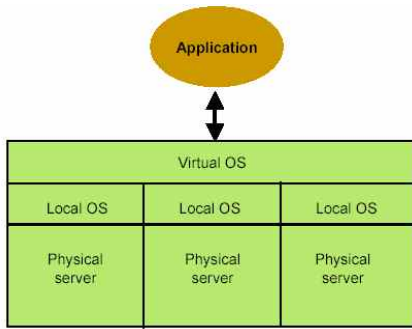 Application
Virtual OS
Local OS Local OS Local OS
Physical server Physical server Physical server